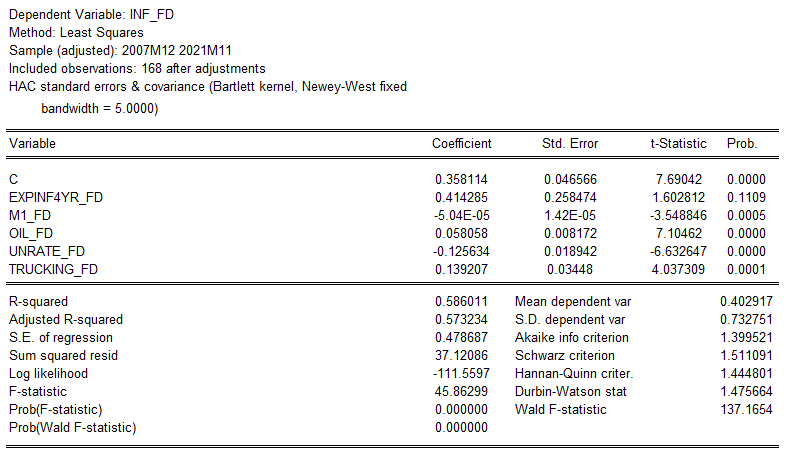 Dependent Variable: INF_FD
Method: Least Squares
Sample (adjusted): 2007M12 2021M11
Included observations: 168 after adjustments
HAC standard errors & covariance (Bartlett kernel, Newey-West fixed
bandwidth = 5.0000)
Variable Coefficient Std. Error t-Statistic Prob.
C 0.358114 0.046566 7.69042 0.0000
EXPINF4YR_FD 0.414285 0.258474 1.602812 0.1109
M1_FD -5.04E-05 1.42E-05 -3.548846 0.0005
OIL_FD 0.058058 0.008172 7.10462 0.0000
UNRATE_FD -0.125634 0.018942 -6.632647 0.0000
TRUCKING_FD 0.139207 0.03448 4.037309 0.0001
R-squared 0.586011 Mean dependent var 0.402917
Adjusted R-squared 0.573234 S.D. dependent var 0.732751
S.E. of regression 0.478687 Akaike info criterion 1.399521
Sum squared resid 37.12086 Schwarz criterion 1.511091
Log likelihood -111.5597 Hannan-Quinn criter. 1.444801
F-statistic 45.86299 Durbin-Watson stat 1.475664
Prob(F-statistic) 0.000000 Wald F-statistic 137.1654
Prob(Wald F-statistic) 0.000000